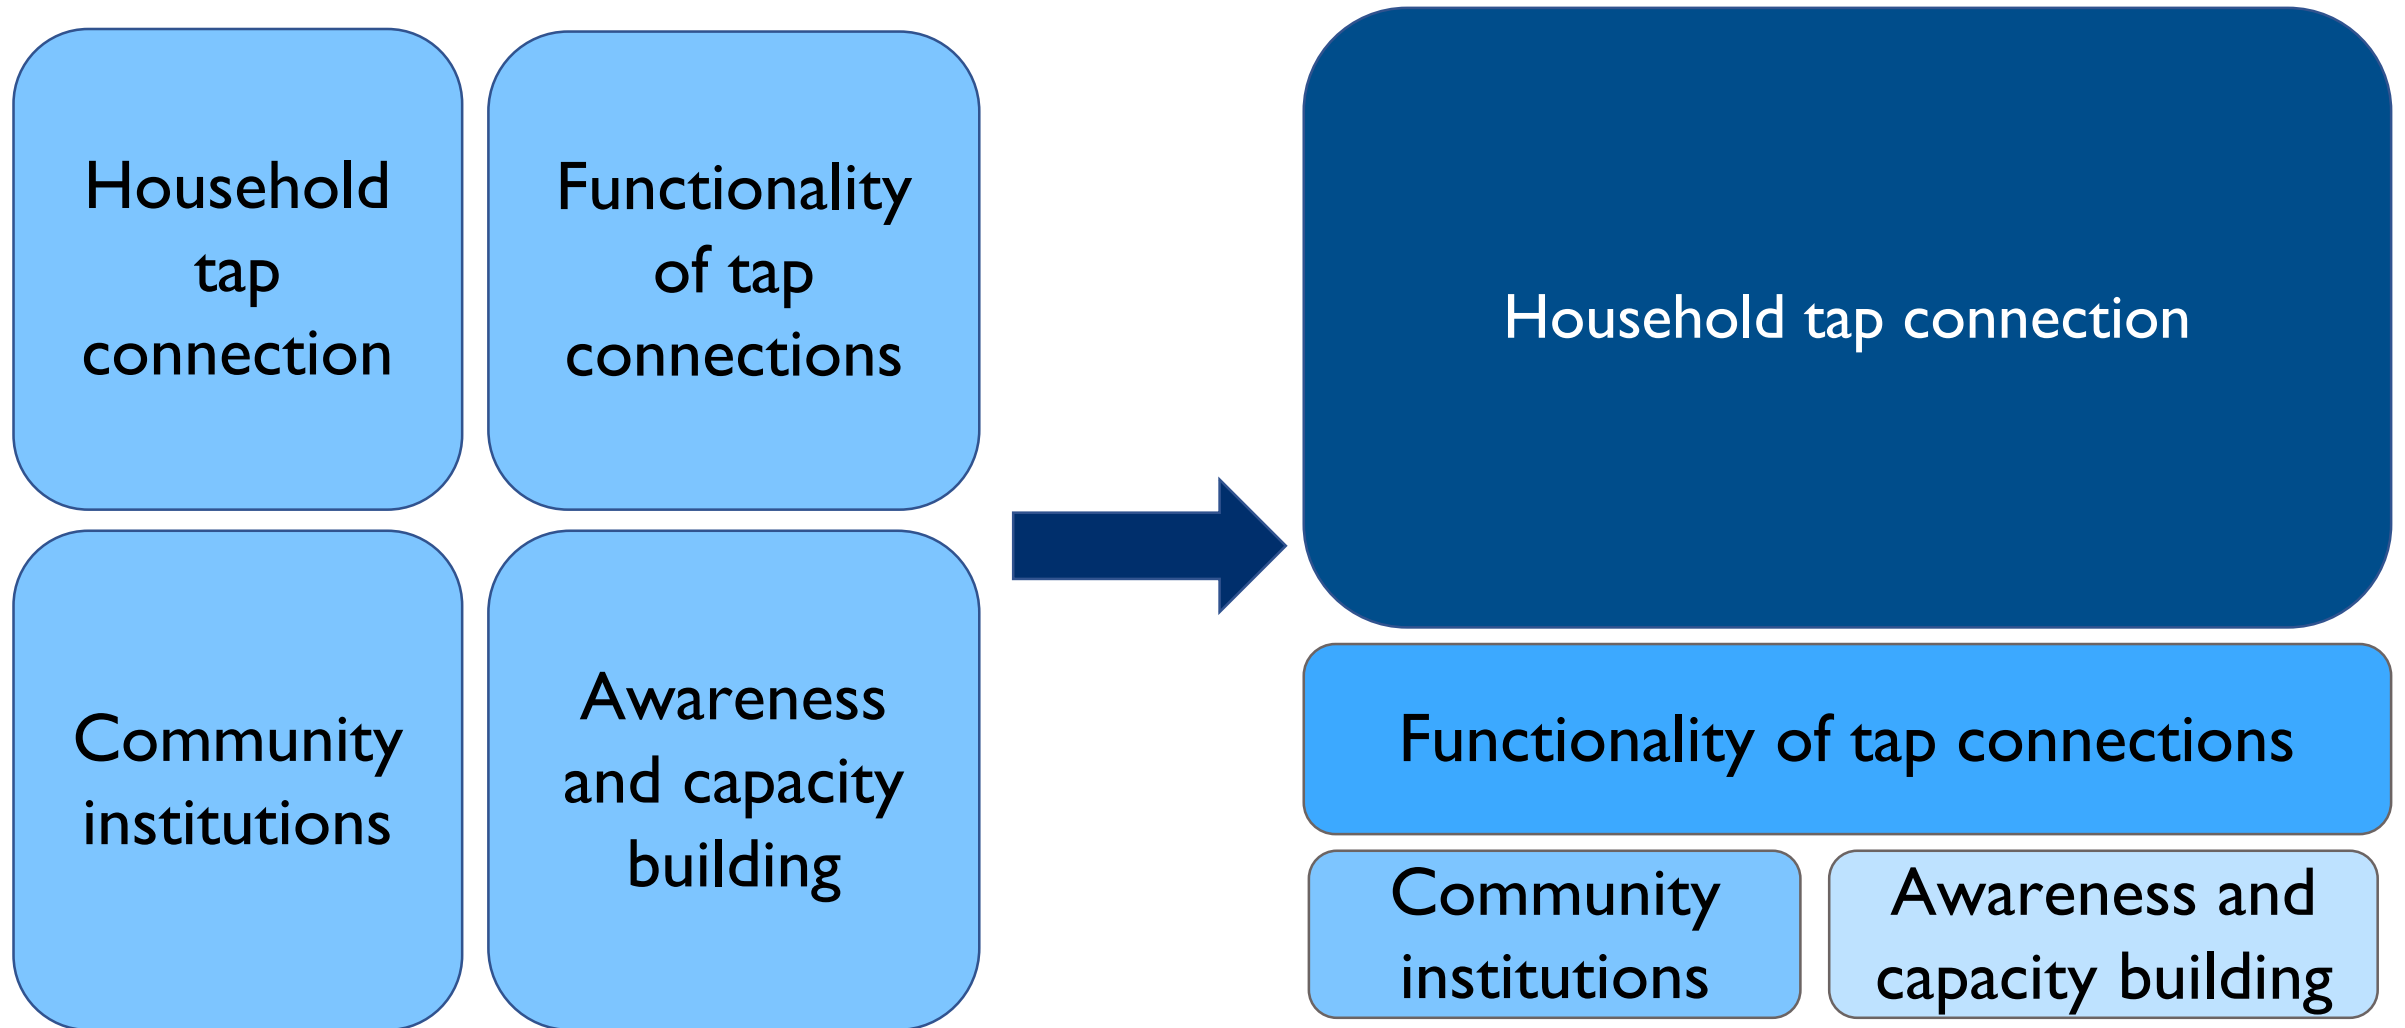 Household
tap
connection
Functionality
of tap
connections
Community
institutions
Awareness
and capacity
building
Household tap connection
Functionality of tap connections
Community
institutions
Awareness and
capacity building